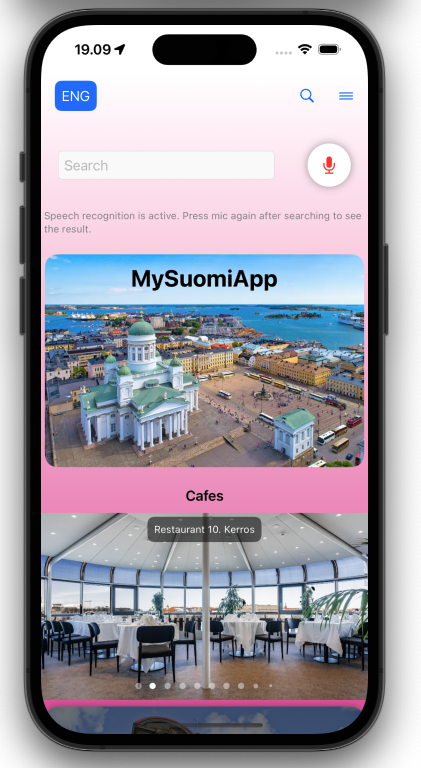 19.09
ENG
Search
Speech recognition is active. Press mic again after searching to see
the result.
MySuomiApp
Cafes
Restaurant 10. Kerros